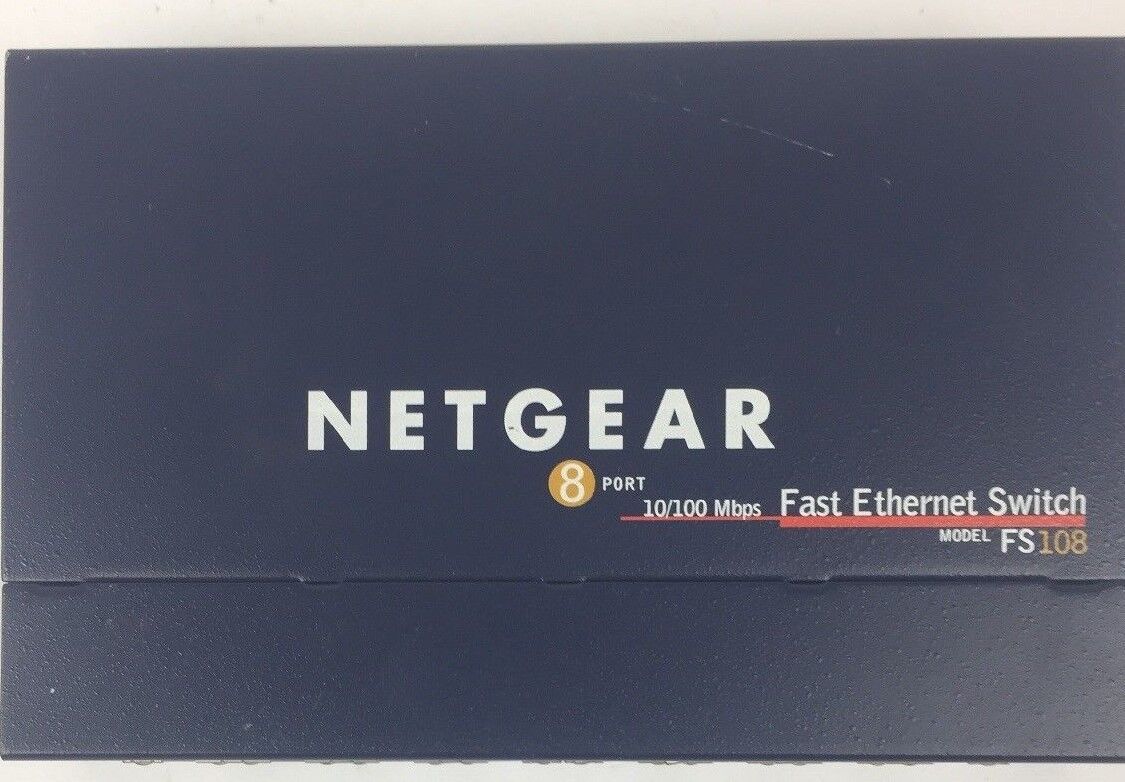 NETGEAR
8 PORT
10/100 Mbps Fast Ethernet Switch
MODEL FS108